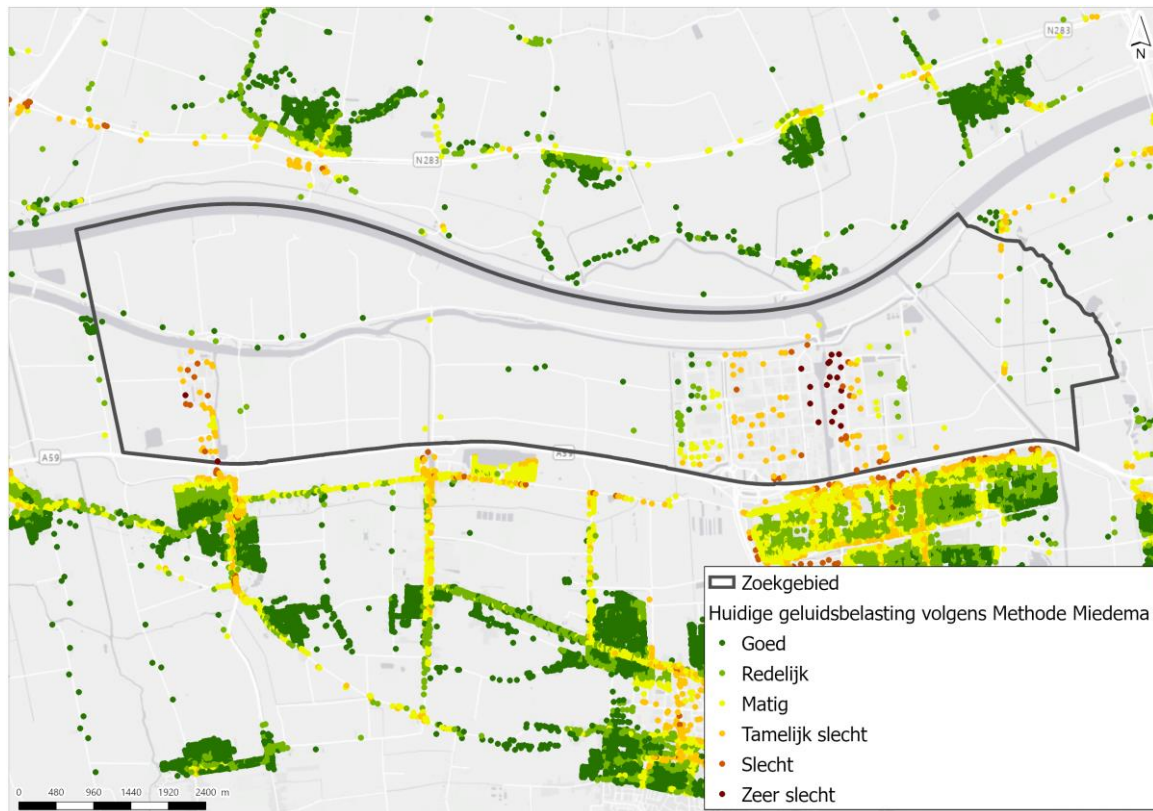 N283
N
N283
A59
A59
Zoekgebied
Huidige geluidsbelasting volgens Methode Miedema
Goed
Redelijk
Matig
Tamelijk slecht
Slecht
Zeer slecht
0 480 960 1440 1920 2400 m